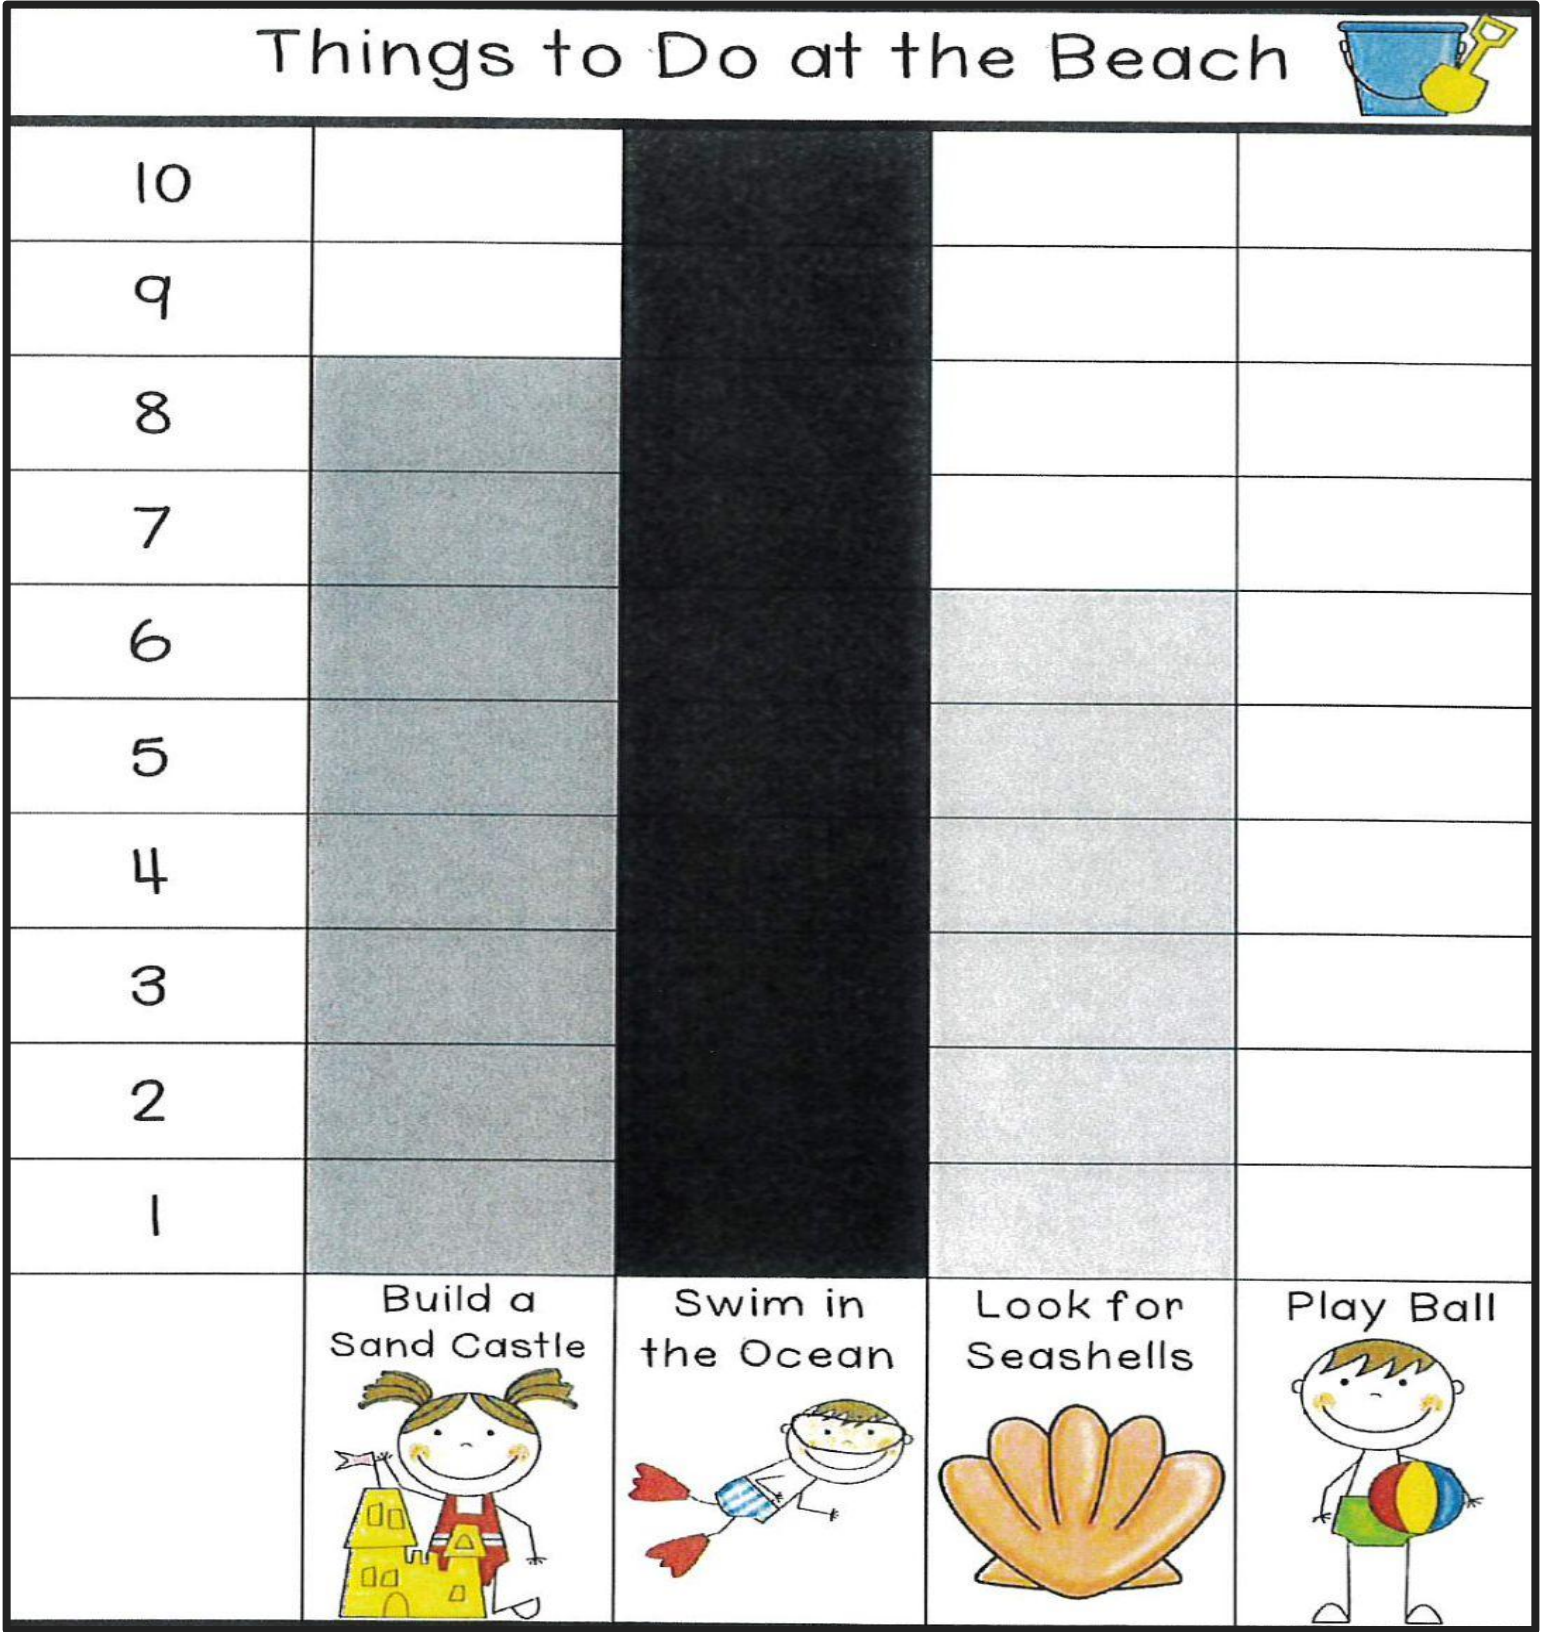 Things to Do at the Beach
10
9
8
7
6
5
4
3
2
1
Build a
Sand Castle
Swim in
the Ocean
Look for
Seashells
Play Ball